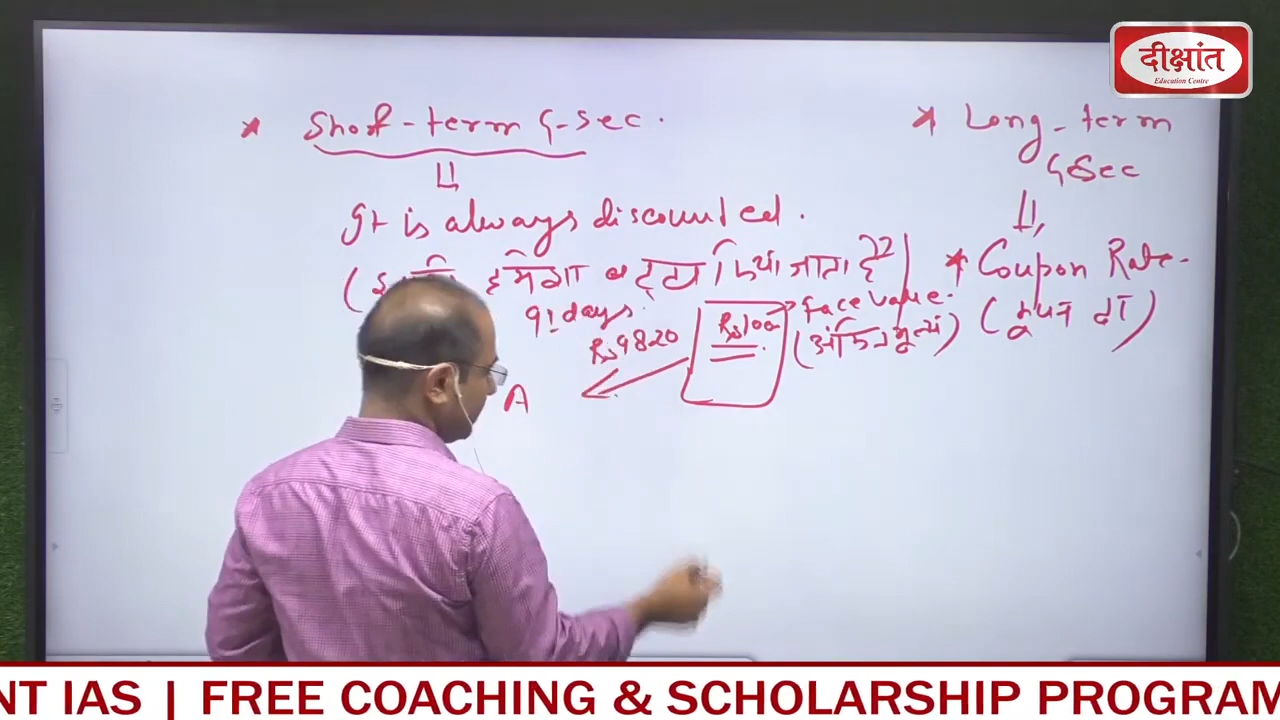 दीक्षांत
Education Centre
* Short-term G-Sec.
It is always discounted.
हमेशा बट्टा किया जाता है
91 days.
Rs 98.20
Rs 100
face value.
(अंकित मूल्य)
A
* Long-term
G-Sec
* Coupon Rate.
(कूपन दर)
NT IAS | FREE COACHING & SCHOLARSHIP PROGRAM